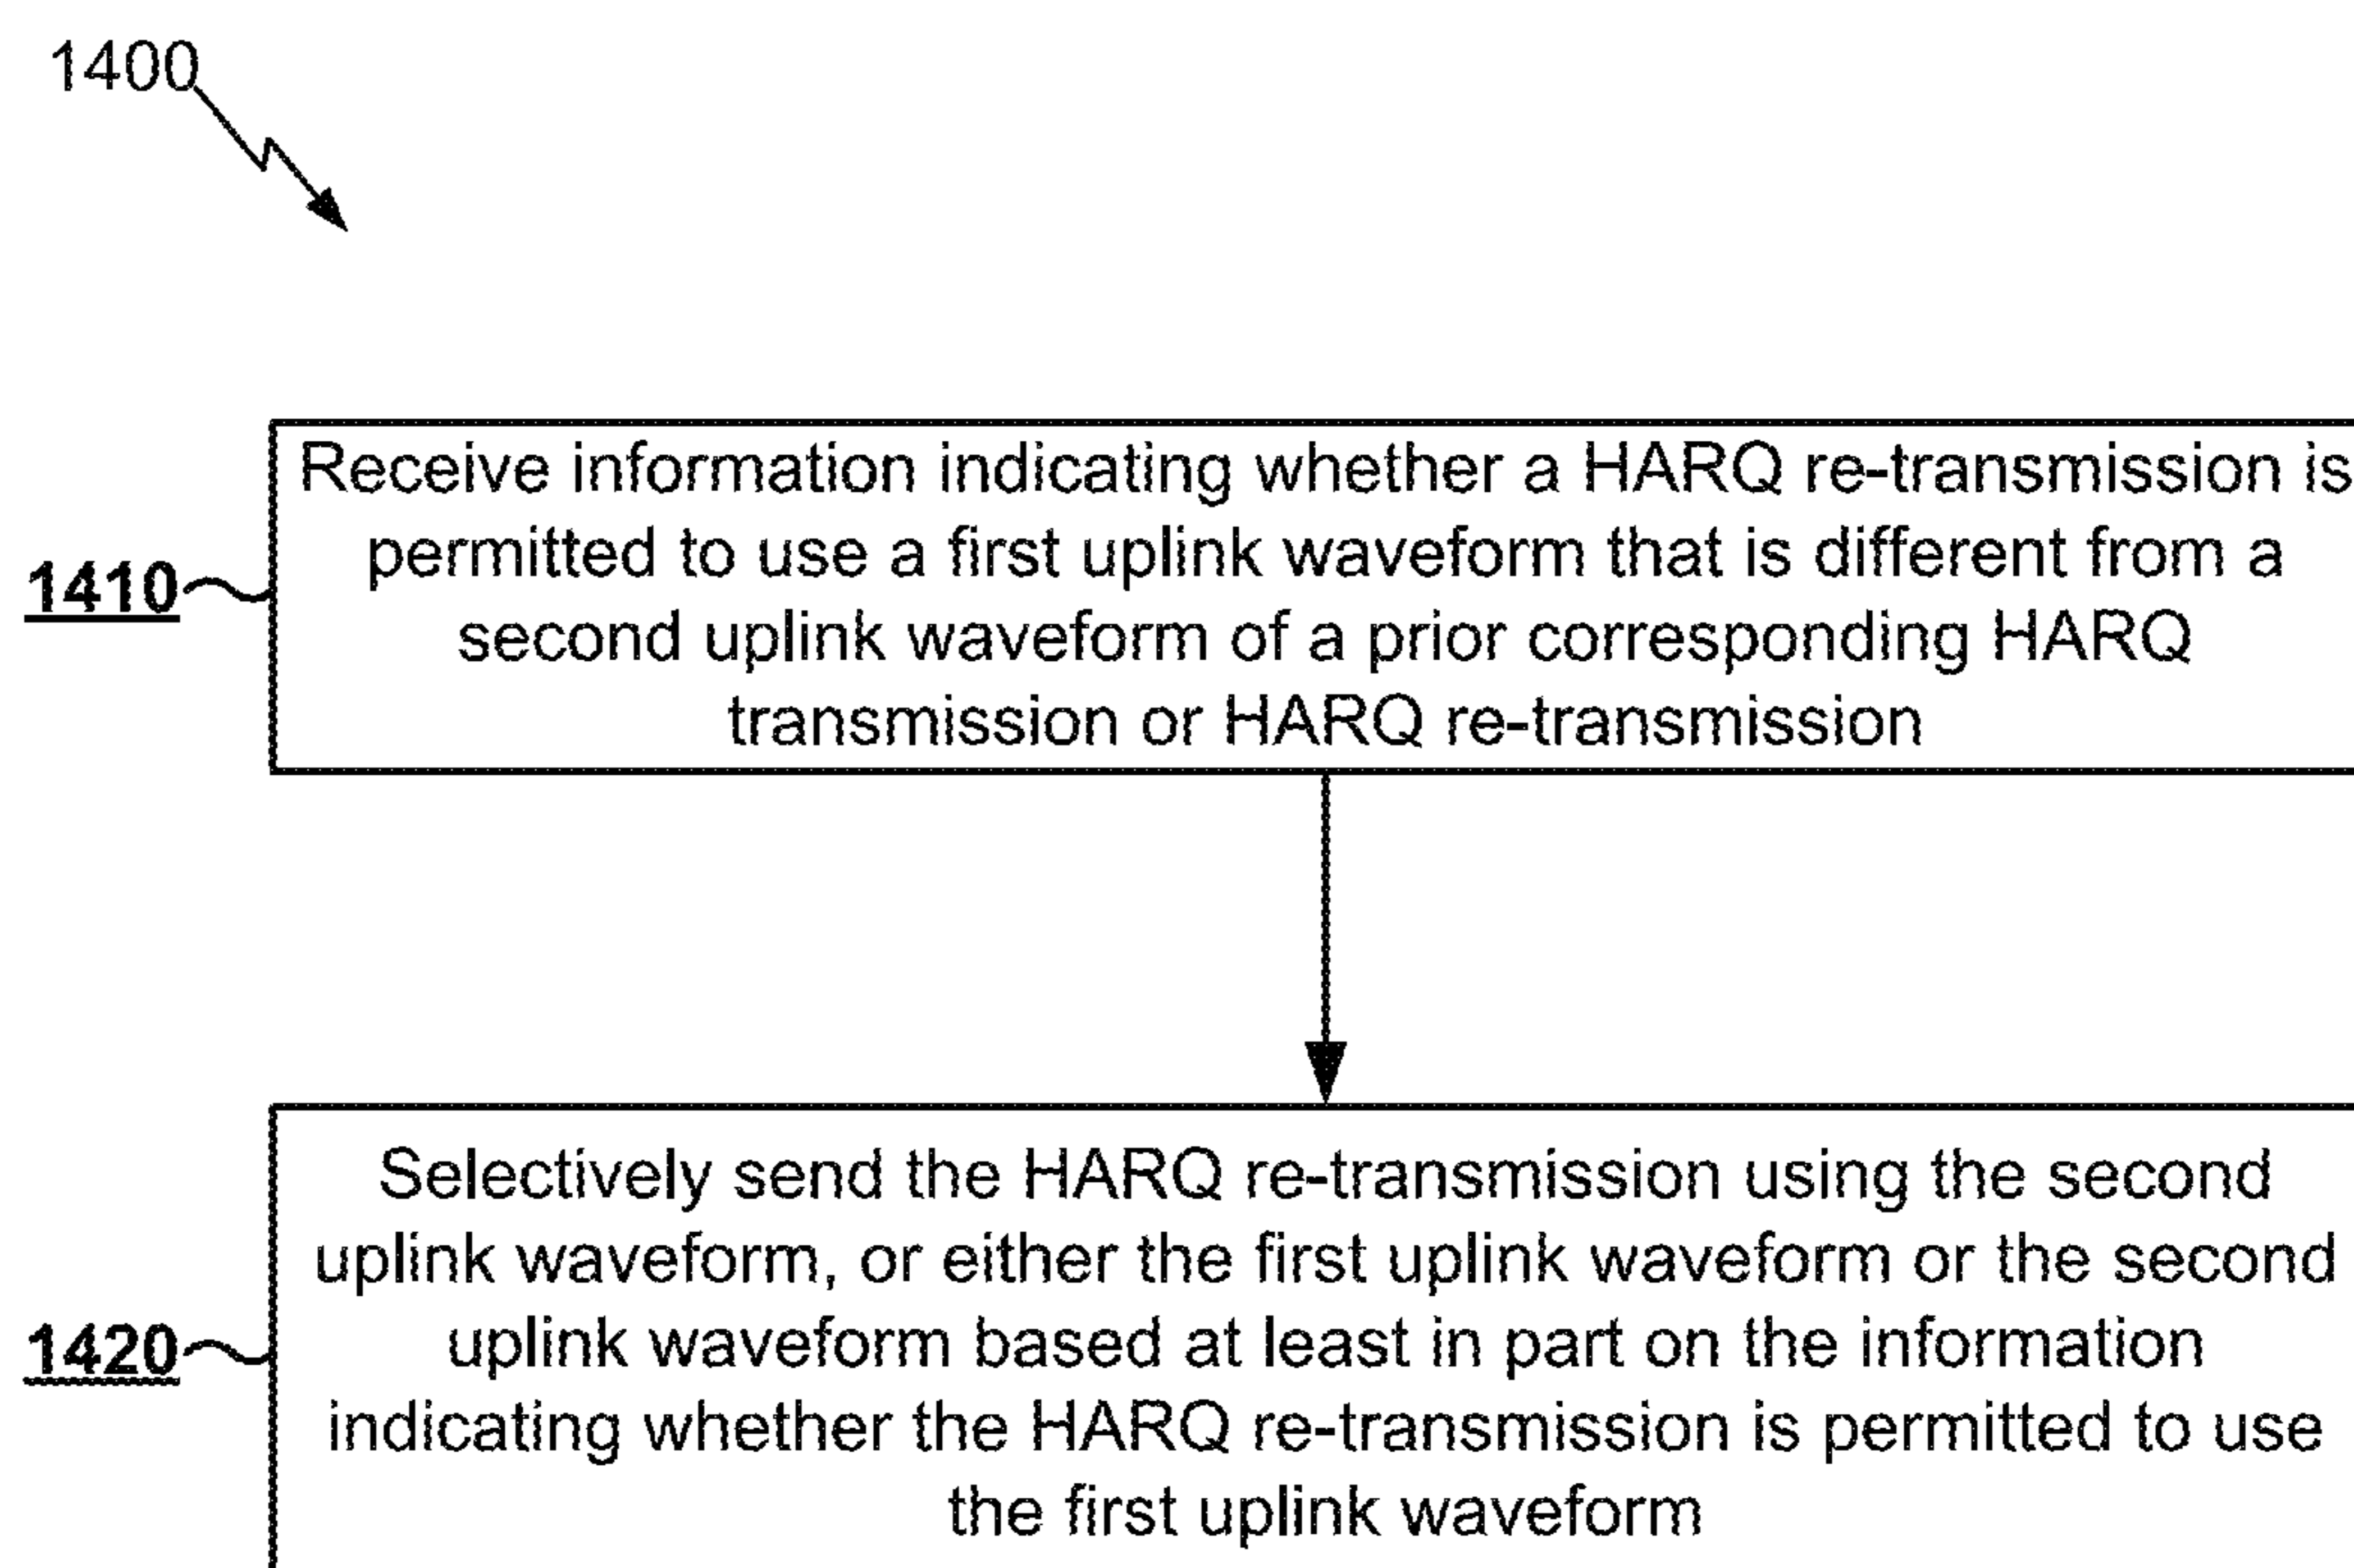 1400
Receive information indicating whether a HARQ re-transmission is
permitted to use a first uplink waveform that is different from a
1410
second uplink waveform of a prior corresponding HARQ
transmission or HARQ re-transmission
Selectively send the HARQ re-transmission using the second
uplink waveform, or either the first uplink waveform or the second
1420
uplink waveform based at least in part on the information
indicating whether the HARQ re-transmission is permitted to use
the first uplink waveform